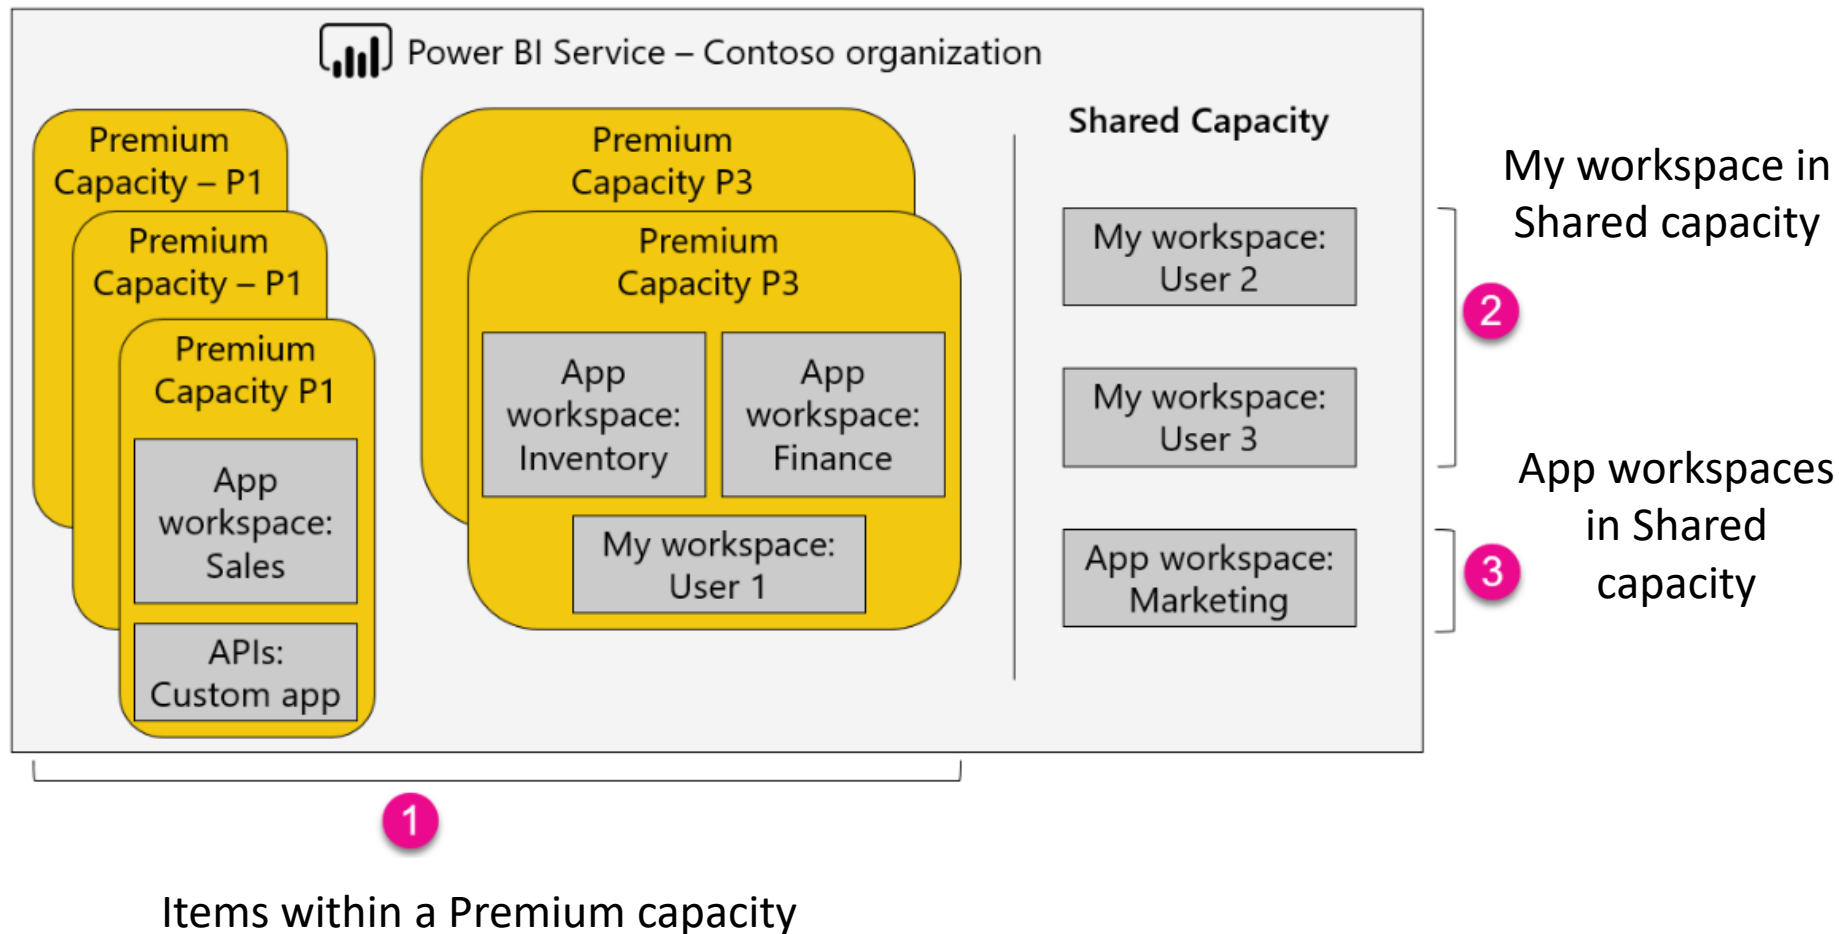 Power BI Service – Contoso organization
Premium
Capacity – P1
Premium
Capacity – P1
Premium
Capacity P1
App
workspace:
Sales
APIs:
Custom app
Premium
Capacity P3
Premium
Capacity P3
App
workspace:
Inventory
App
workspace:
Finance
My workspace:
User 1
Shared Capacity
My workspace:
User 2
My workspace:
User 3
App workspace:
Marketing
My workspace in
Shared capacity
2
App workspaces
in Shared
capacity
3
1
Items within a Premium capacity